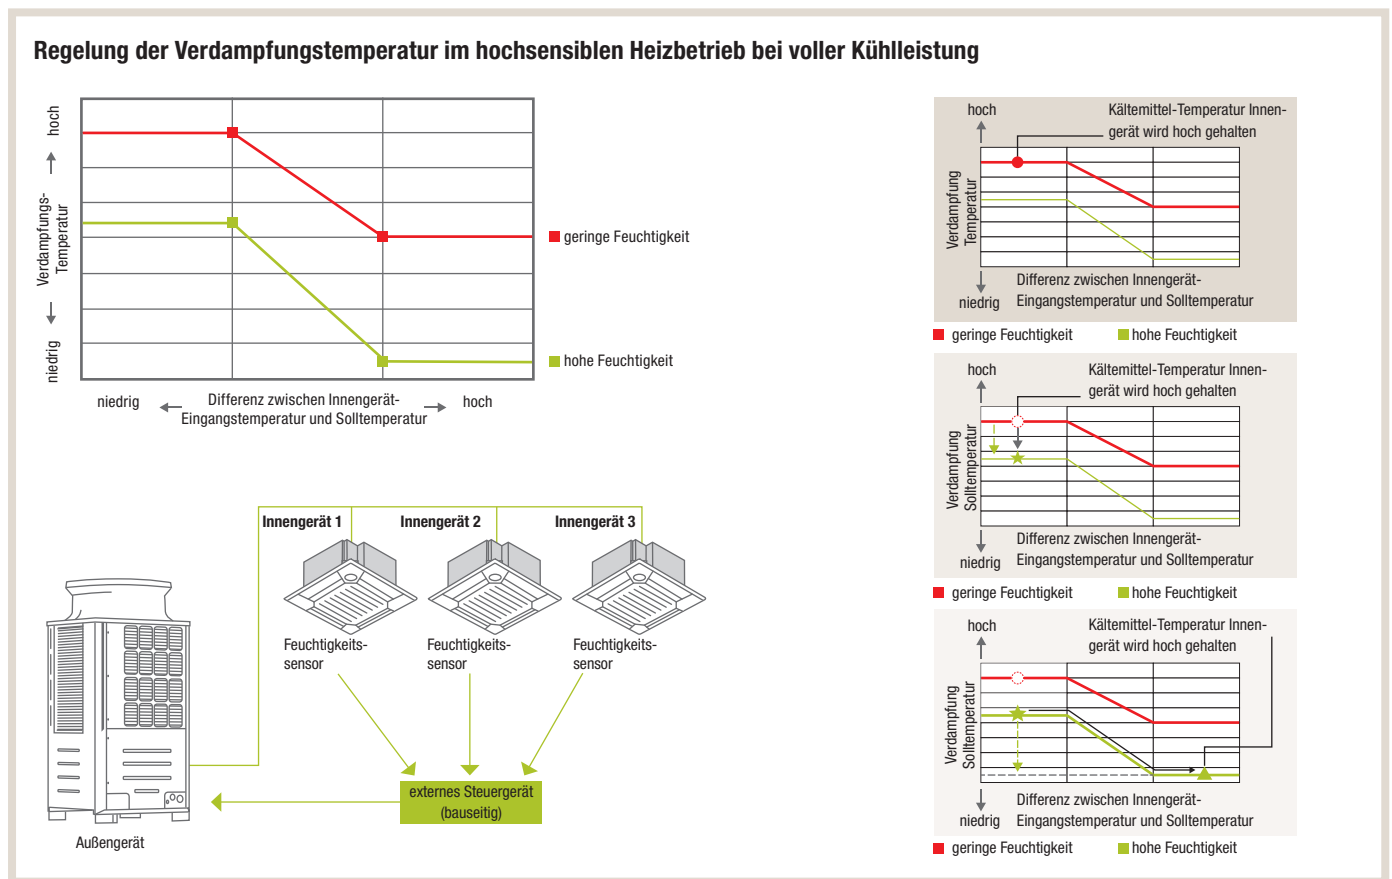 Regelung der Verdampfungstemperatur im hochsensiblen Heizbetrieb bei voller Kühlleistung
hoch
Verdampfungs-
Temperatur
niedrig
geringe Feuchtigkeit
hohe Feuchtigkeit
niedrig
Differenz zwischen Innengerät-
Eingangstemperatur und Solltemperatur
hoch
Innengerät 1
Innengerät 2
Innengerät 3
Feuchtigkeits-
sensor
Feuchtigkeits-
sensor
Feuchtigkeits-
sensor
externes Steuergerät
(bauseitig)
Außengerät
hoch
Kältemittel-Temperatur Innen-
gerät wird hoch gehalten
Verdampfung
Temperatur
niedrig
Differenz zwischen Innengerät-
Eingangstemperatur und Solltemperatur
geringe Feuchtigkeit
hohe Feuchtigkeit
hoch
Kältemittel-Temperatur Innen-
gerät wird hoch gehalten
Verdampfung
Solltemperatur
niedrig
Differenz zwischen Innengerät-
Eingangstemperatur und Solltemperatur
geringe Feuchtigkeit
hohe Feuchtigkeit
hoch
Kältemittel-Temperatur Innen-
gerät wird hoch gehalten
Verdampfung
Solltemperatur
niedrig
Differenz zwischen Innengerät-
Eingangstemperatur und Solltemperatur
geringe Feuchtigkeit
hohe Feuchtigkeit